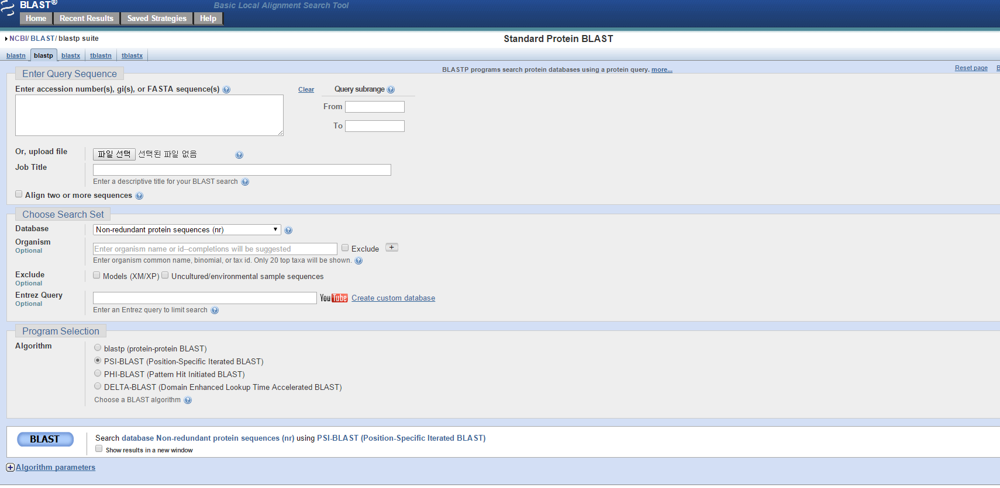 BLAST®
Basic Local Alignment Search Tool
Home Recent Results Saved Strategies Help
NCBI/ BLAST/ blastp suite
Standard Protein BLAST
blastn blastp blastx tblastn tblastx
Enter Query Sequence
BLASTP programs search protein databases using a protein query. more...
Reset page
Enter accession number(s), gi(s), or FASTA sequence(s)
Clear
Query subrange
From
To
Or, upload file
파일 선택 선택된 파일 없음
Job Title
Enter a descriptive title for your BLAST search
Align two or more sequences
Choose Search Set
Database
Non-redundant protein sequences (nr)
Organism
Optional
Enter organism name or id--completions will be suggested
Exclude +
Enter organism common name, binomial, or tax id. Only 20 top taxa will be shown.
Exclude
Optional
Models (XM/XP) Uncultured/environmental sample sequences
Entrez Query
Optional
YouTube Create custom database
Enter an Entrez query to limit search
Program Selection
Algorithm
blastp (protein-protein BLAST)
PSI-BLAST (Position-Specific Iterated BLAST)
PHI-BLAST (Pattern Hit Initiated BLAST)
DELTA-BLAST (Domain Enhanced Lookup Time Accelerated BLAST)
Choose a BLAST algorithm
BLAST
Search database Non-redundant protein sequences (nr) using PSI-BLAST (Position-Specific Iterated BLAST)
Show results in a new window
Algorithm parameters